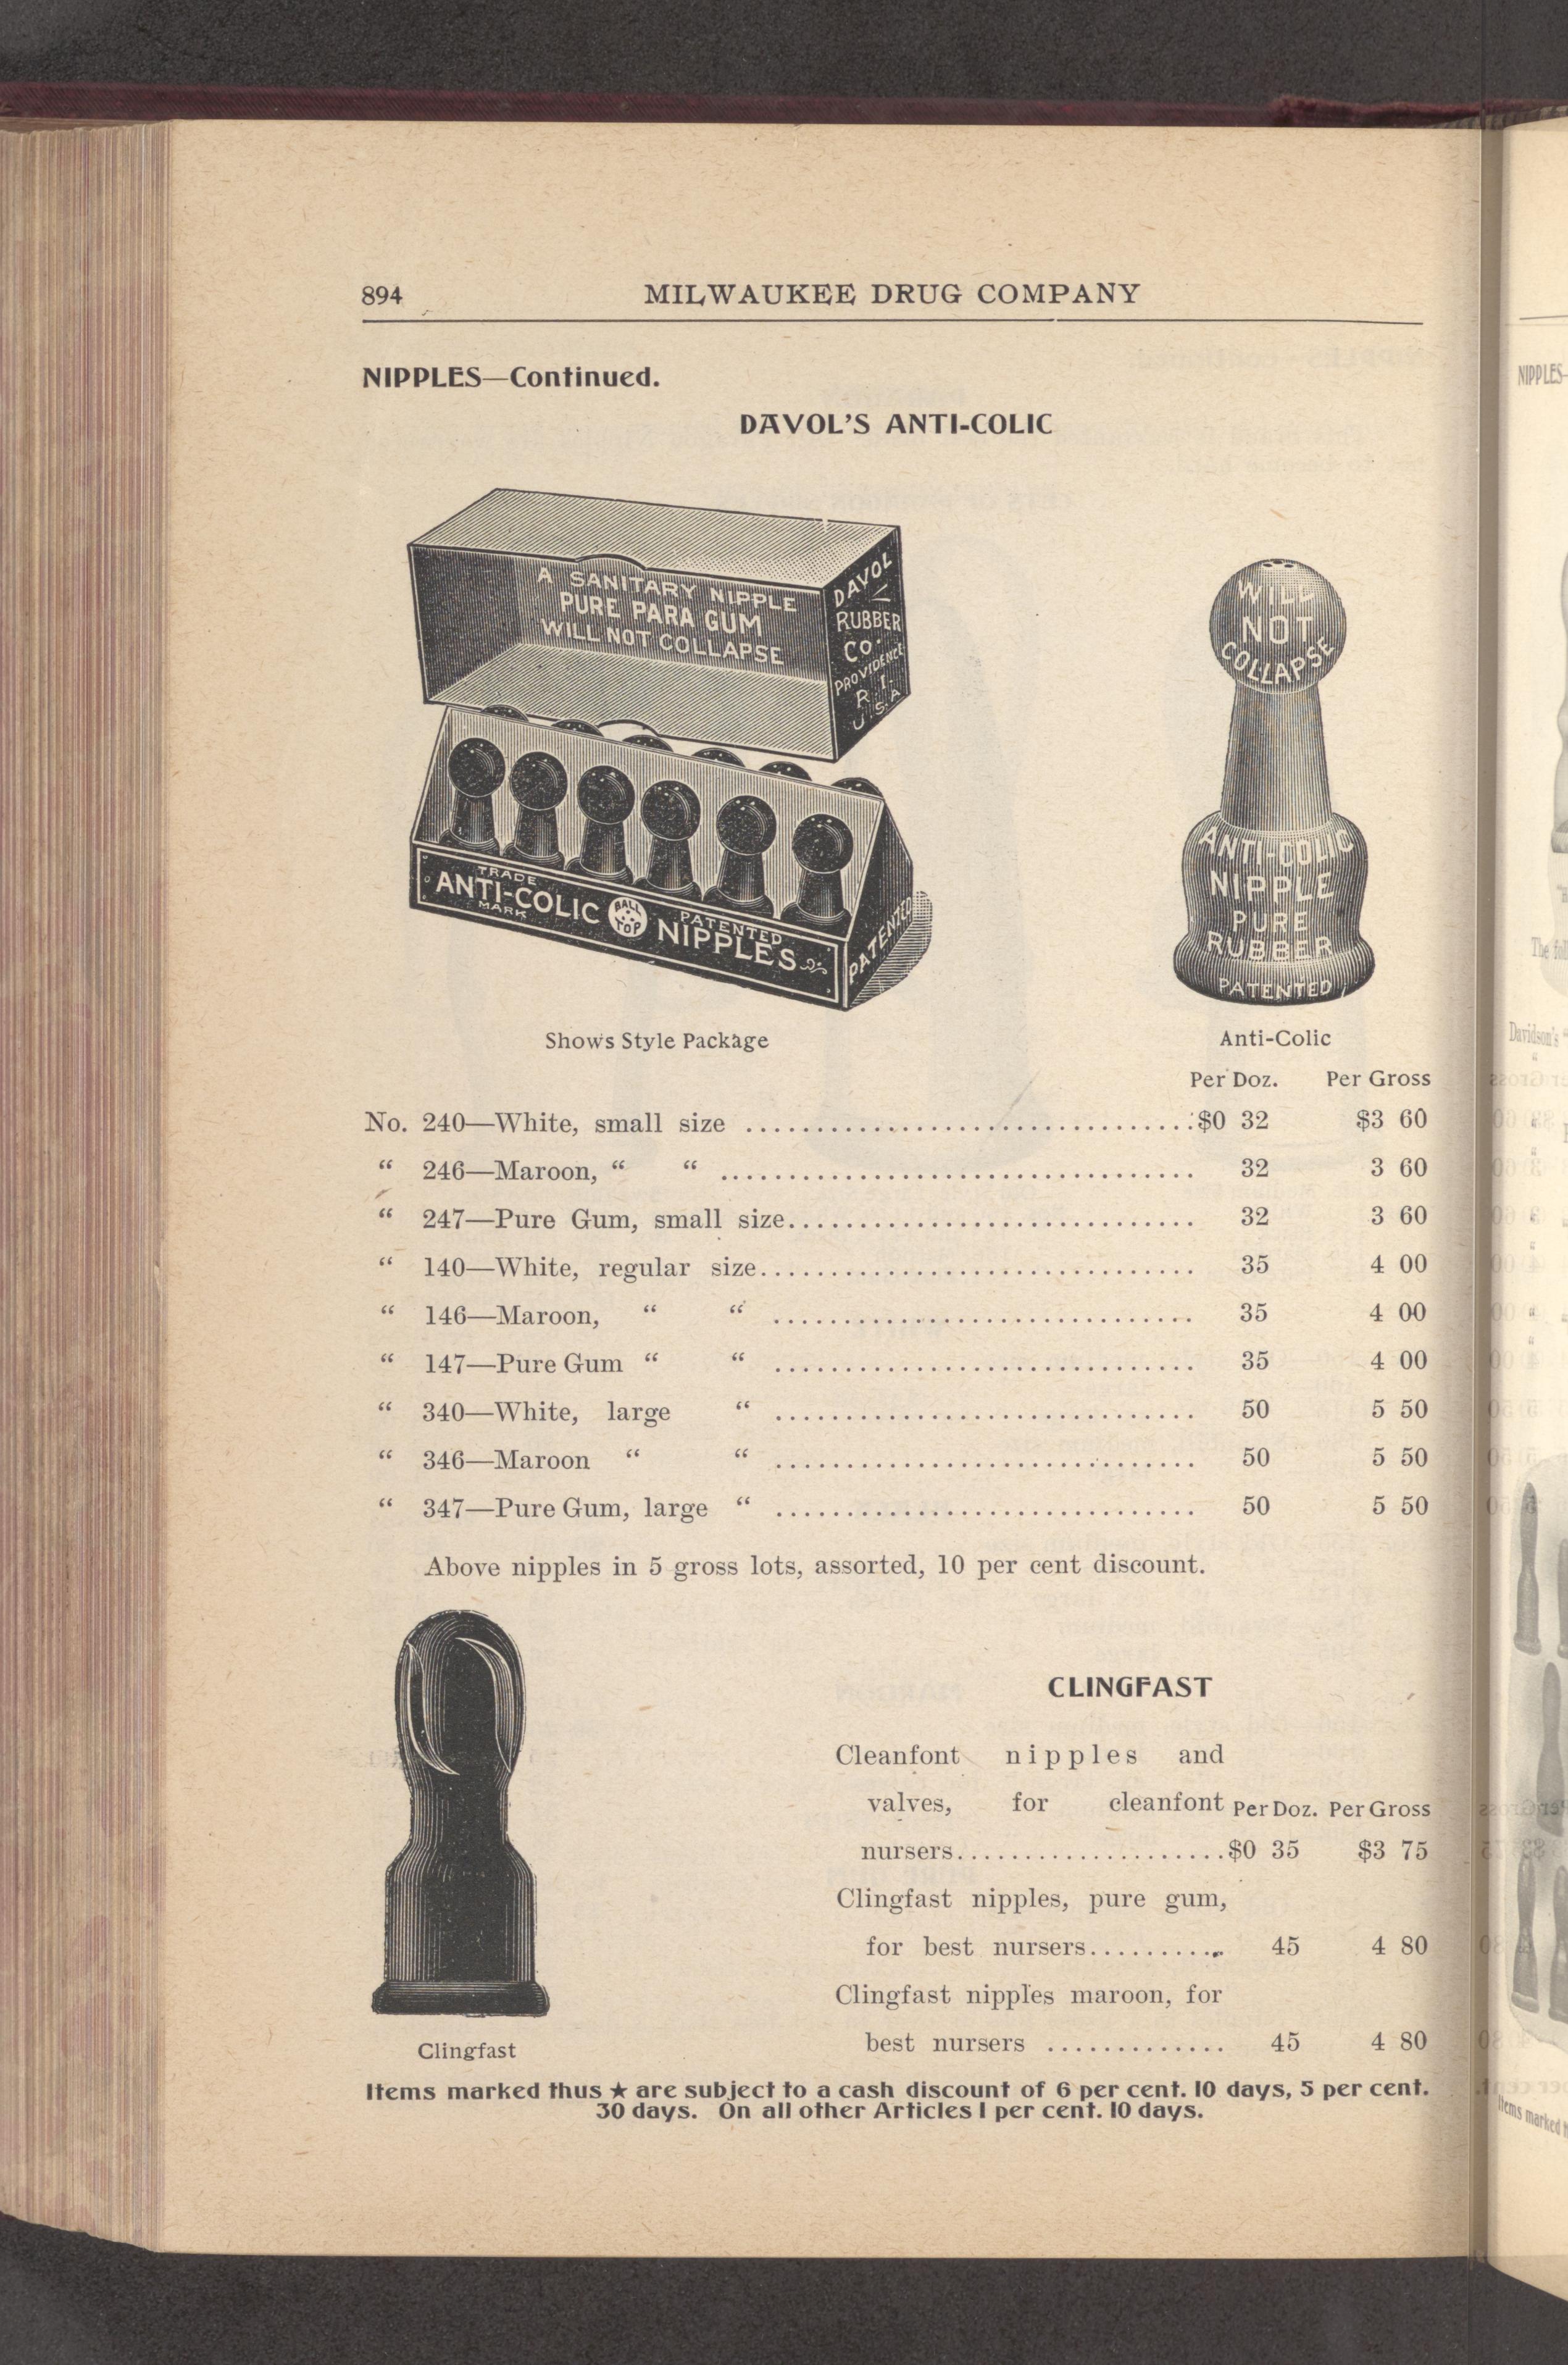 894 MILWAUKEE DRUG COMPANY
NIPPLES—Continued.
DAVOL'S ANTI-COLIC
A SANITARY NIPPLE
PURE PARA GUM
WILL NOT COLLAPSE
DAVOL
RUBBER
CO.
PROVIDENCE
R.I.
U.S.A
TRADE
ANTI-COLIC
MARK
BALL
TOP
PATENTED
NIPPLES
PATENTED
WILL
NOT
COLLAPSE
ANTI-COLIC
NIPPLE
PURE
RUBBER
PATENTED
Shows Style Package
Anti-Colic
Per Doz. Per Gross
No. 240—White, small size ................................ $0 32 $3 60
“ 246—Maroon, “ “ ................................ 32 3 60
“ 247—Pure Gum, small size................................ 32 3 60
“ 140—White, regular size................................ 35 4 00
“ 146—Maroon, “ “ ................................ 35 4 00
“ 147—Pure Gum “ “ ................................ 35 4 00
“ 340—White, large “ ................................ 50 5 50
“ 346—Maroon “ “ ................................ 50 5 50
“ 347—Pure Gum, large “ ................................ 50 5 50
Above nipples in 5 gross lots, assorted, 10 per cent discount.
Clingfast
CLINGFAST
Cleanfont nipples and
valves, for cleanfont Per Doz. Per Gross
nursers.................... $0 35 $3 75
Clingfast nipples, pure gum,
for best nursers.......... 45 4 80
Clingfast nipples maroon, for
best nursers ............. 45 4 80
Items marked thus ★ are subject to a cash discount of 6 per cent. 10 days, 5 per cent.
30 days. On all other Articles 1 per cent. 10 days.
NIPPLES-
Davidson's
Items marked